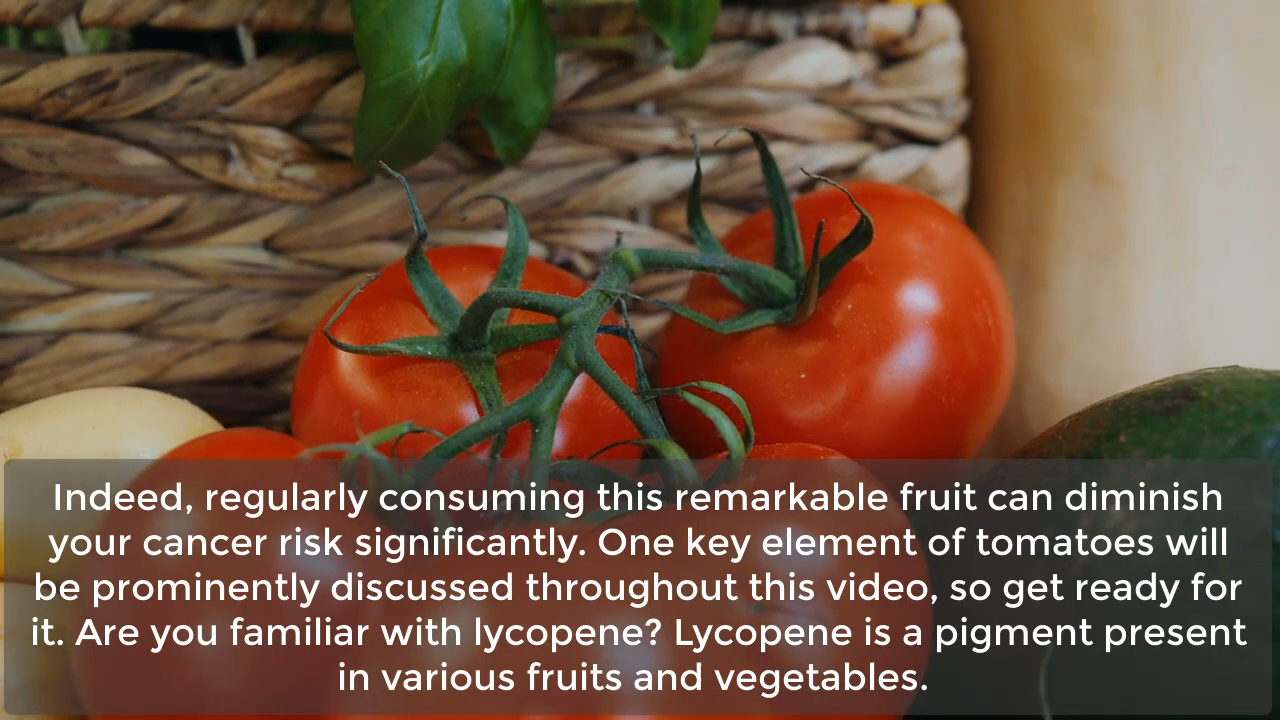 Indeed, regularly consuming this remarkable fruit can diminish
your cancer risk significantly. One key element of tomatoes will
be prominently discussed throughout this video, so get ready for
it. Are you familiar with lycopene? Lycopene is a pigment present
in various fruits and vegetables.